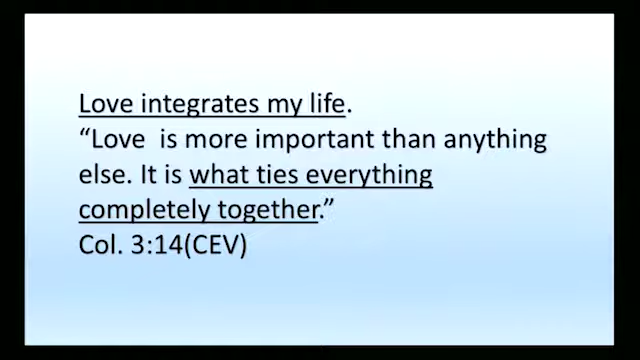 Love integrates my life.
“Love  is more important than anything
else. It is what ties everything
completely together.”
Col. 3:14(CEV)